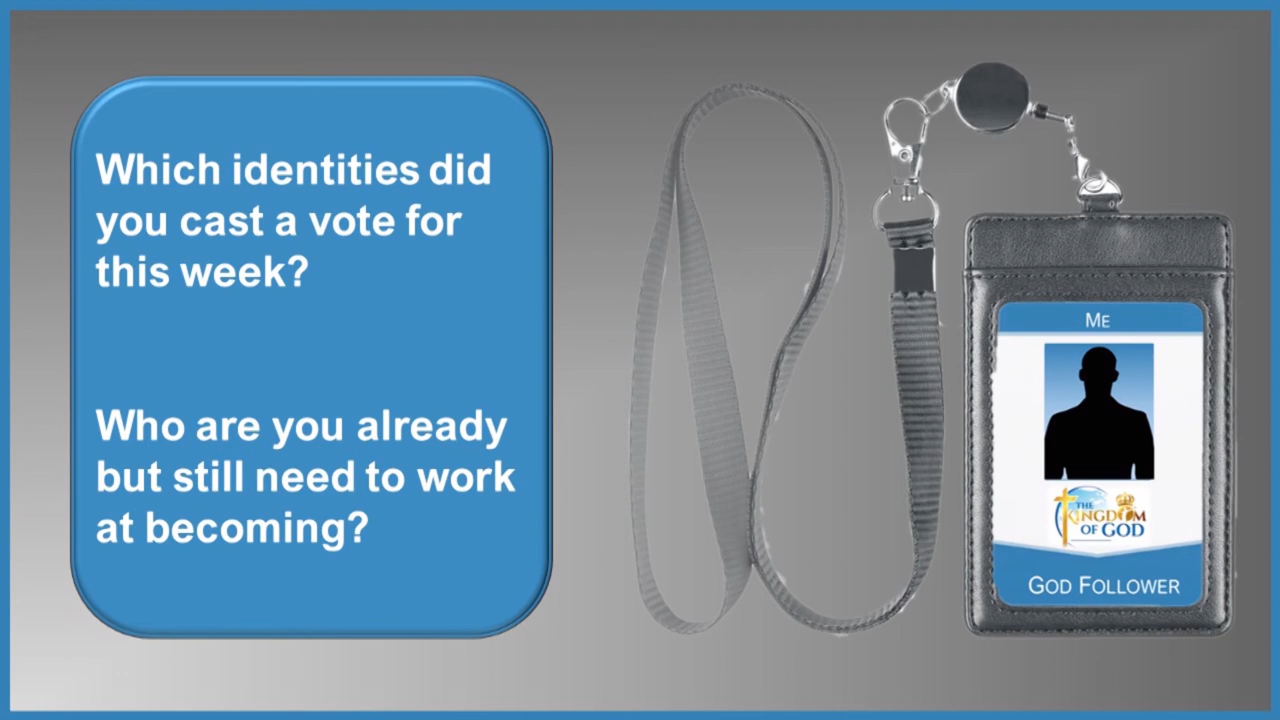 Which identities did
you cast a vote for
this week?
Who are you already
but still need to work
at becoming?
ME
THE
KINGDOM
OF GOD
GOD FOLLOWER